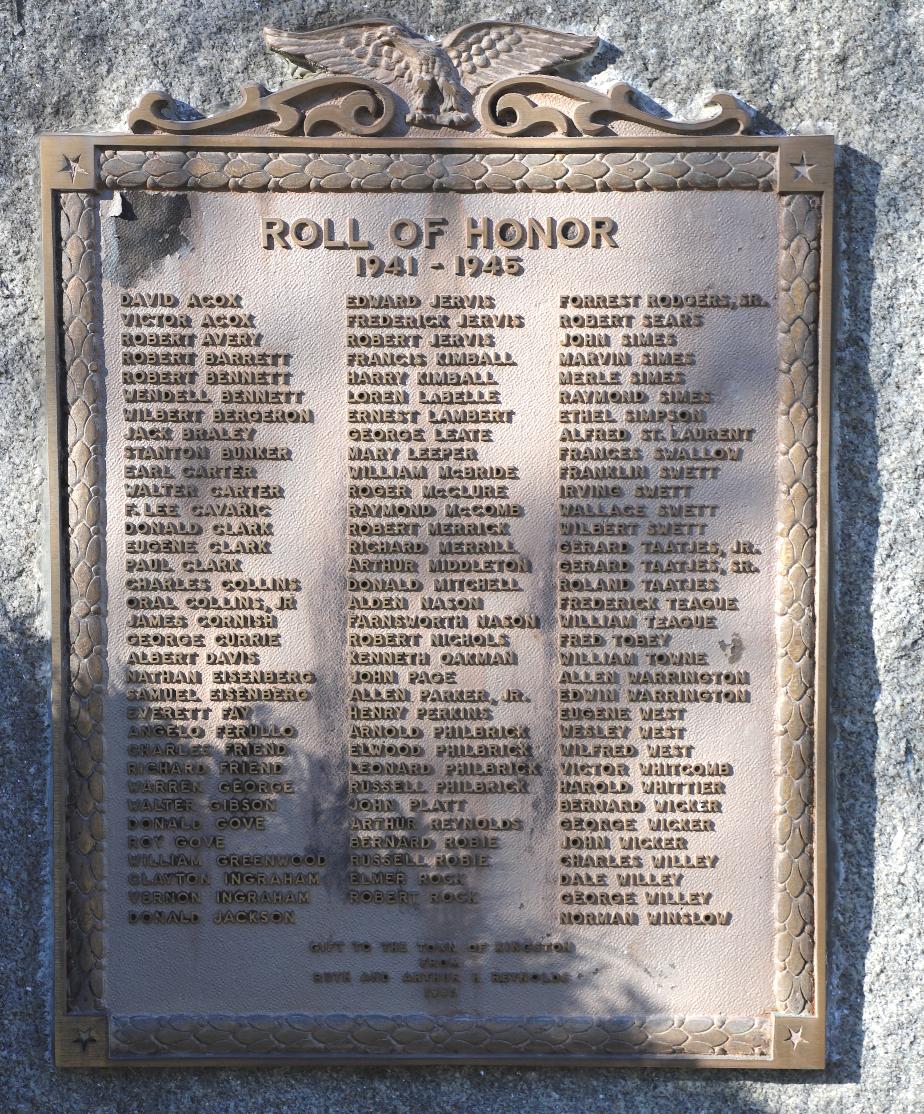 ROLL OF HONOR
1941 - 1945
DAVID ACOX
VICTOR ACOX
ROBERT AVERY
ROBERT BARRETT
ROBERT BENNETT
WENDELL BENNETT
WILBERT BERGERON
JACK BRALEY
STANTON BUNKER
EARL CARTER
WALTER CARTER
F. LEE CAVARIC
DONALD CLARK
EUGENE CLARK
PAUL CLARK
CHARLES COLLINS
ORAL COLLINS, JR
JAMES CORNISH
GEORGE CURRIE
ALBERT DAVIS
NATHAN EISENBERG
SAMUEL EISENBERG
EVERETT FAY
ANGELO FERULLO
CHARLES FRIEND
RICHARD FRIEND
WARREN GEORGE
WALTER GIBSON
DONALD GOVE
ROY GOVE
WILLIAM GREENWOOD
CLAYTON INGRAHAM
VERNON INGRAHAM
DONALD JACKSON
EDWARD JERVIS
FREDERICK JERVIS
ROBERT JERVIS
FRANCIS KIMBALL
HARRY KIMBALL
LOREN LABELLE
ERNEST LAMBERT
GEORGE LEATE
MARY LEEPER
WILLIAM McBRIDE
ROGER McCLURE
RAYMOND McCOMB
ROBERT MERRICK
RICHARD MERRILL
ARTHUR MIDDLETON
DONALD MITCHELL
ALDEN NASON
FARNSWORTH NASON
ROBERT NICHOLS
KENNETH OAKMAN
JOHN PAGE
ALLEN PARKER, JR.
HENRY PERKINS
ARNOLD PHILBRICK
ELWOOD PHILBRICK
LEONARD PHILBRICK
RUSSELL PHILBRICK
JOHN PLATT
ARTHUR REYNOLDS
BERNARD ROBIE
RUSSELL ROBIE
ELMER ROCK
ROBERT ROCK
FORREST RODGERS, SR.
ROBERT SEARS
JOHN SIMES
MARVIN SIMES
MERLE SIMES
RAYMOND SIMES
ETHEL SIMPSON
ALFRED ST. LAURENT
FRANCES SWALLOW
FRANKLIN SWETT
IRVING SWETT
WALLACE SWETT
WILBERT SWETT
GERARD TAATJES, JR.
GERARD TAATJES, SR.
ROLAND TAATJES
FREDERICK TEAGUE
WILLIAM TEAGUE
FRED TOBEY
WILLIAM TOWNE
ALLEN WARRINGTON
EDWIN WARRINGTON
EUGENE WEST
WESLEY WEST
WILFRED WEST
VICTOR WHITCOMB
HAROLD WHITTIER
BERNARD WICKER
GEORGE WICKER
JOHN WICKER
CHARLES WILLEY
DALE WILLEY
GEORGE WILLEY
NORMAN WINSLOW
GIFT TO THE TOWN OF KINGSTON
FROM
RUTH AND ARTHUR REYNOLDS